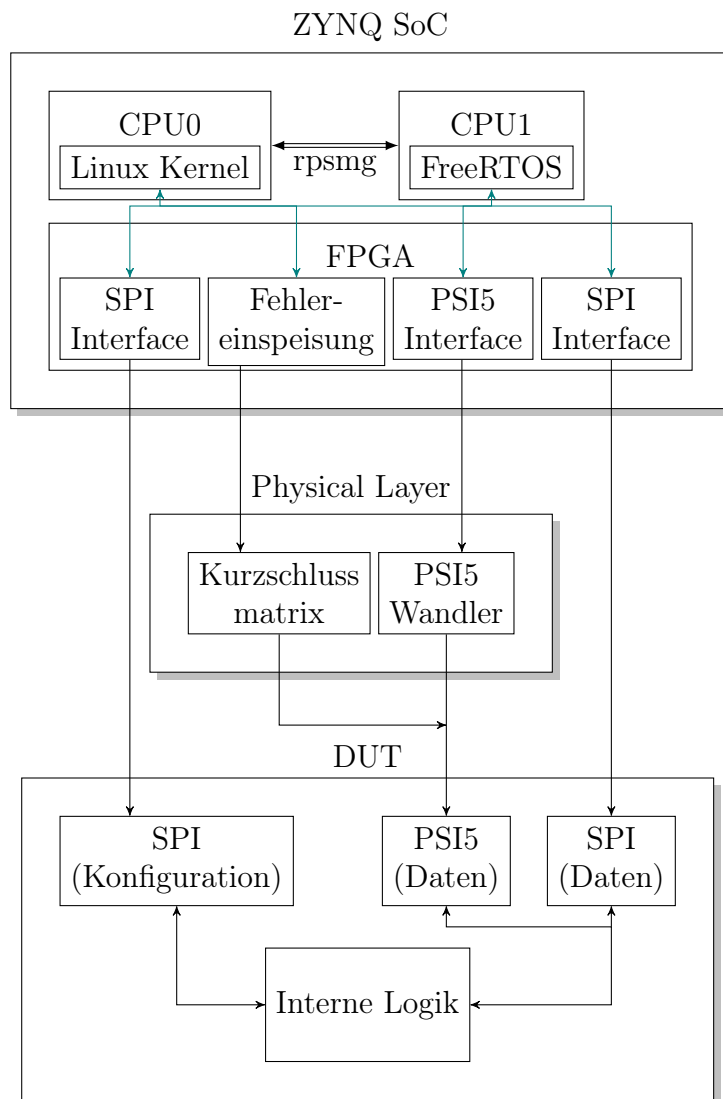 ZYNQ SoC
CPU0
CPU1
Linux Kernel
rpsmg
FreeRTOS
FPGA
SPI
Interface
Fehler-
einspeisung
PSI5
Interface
SPI
Interface
Physical Layer
Kurzschluss
matrix
PSI5
Wandler
DUT
SPI
(Konfiguration)
PSI5
(Daten)
SPI
(Daten)
Interne Logik